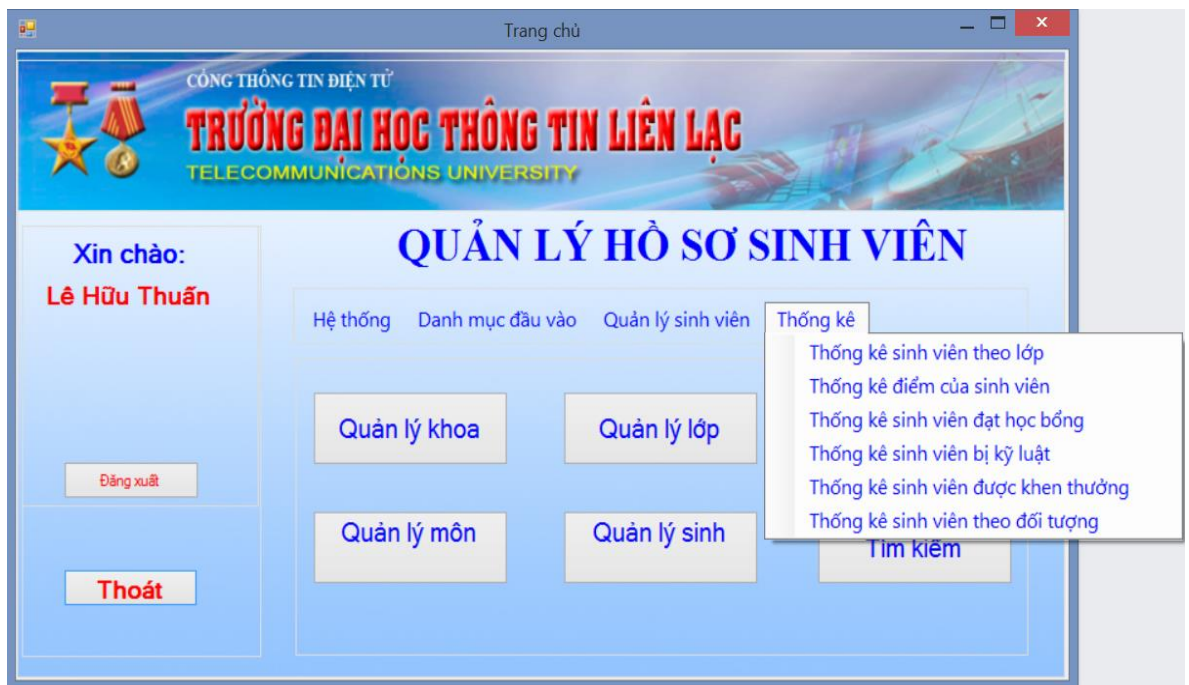 Trang chủ
CỔNG THÔNG TIN ĐIỆN TỬ
TRƯỜNG ĐẠI HỌC THÔNG TIN LIÊN LẠC
TELECOMMUNICATIONS UNIVERSITY
Xin chào:
Lê Hữu Thuấn
Đăng xuất
Thoát
QUẢN LÝ HỒ SƠ SINH VIÊN
Hệ thống Danh mục đầu vào Quản lý sinh viên Thống kê
Thống kê sinh viên theo lớp
Thống kê điểm của sinh viên
Thống kê sinh viên đạt học bổng
Thống kê sinh viên bị kỷ luật
Thống kê sinh viên được khen thưởng
Thống kê sinh viên theo đối tượng
Quản lý khoa Quản lý lớp
Quản lý môn Quản lý sinh Tìm kiếm